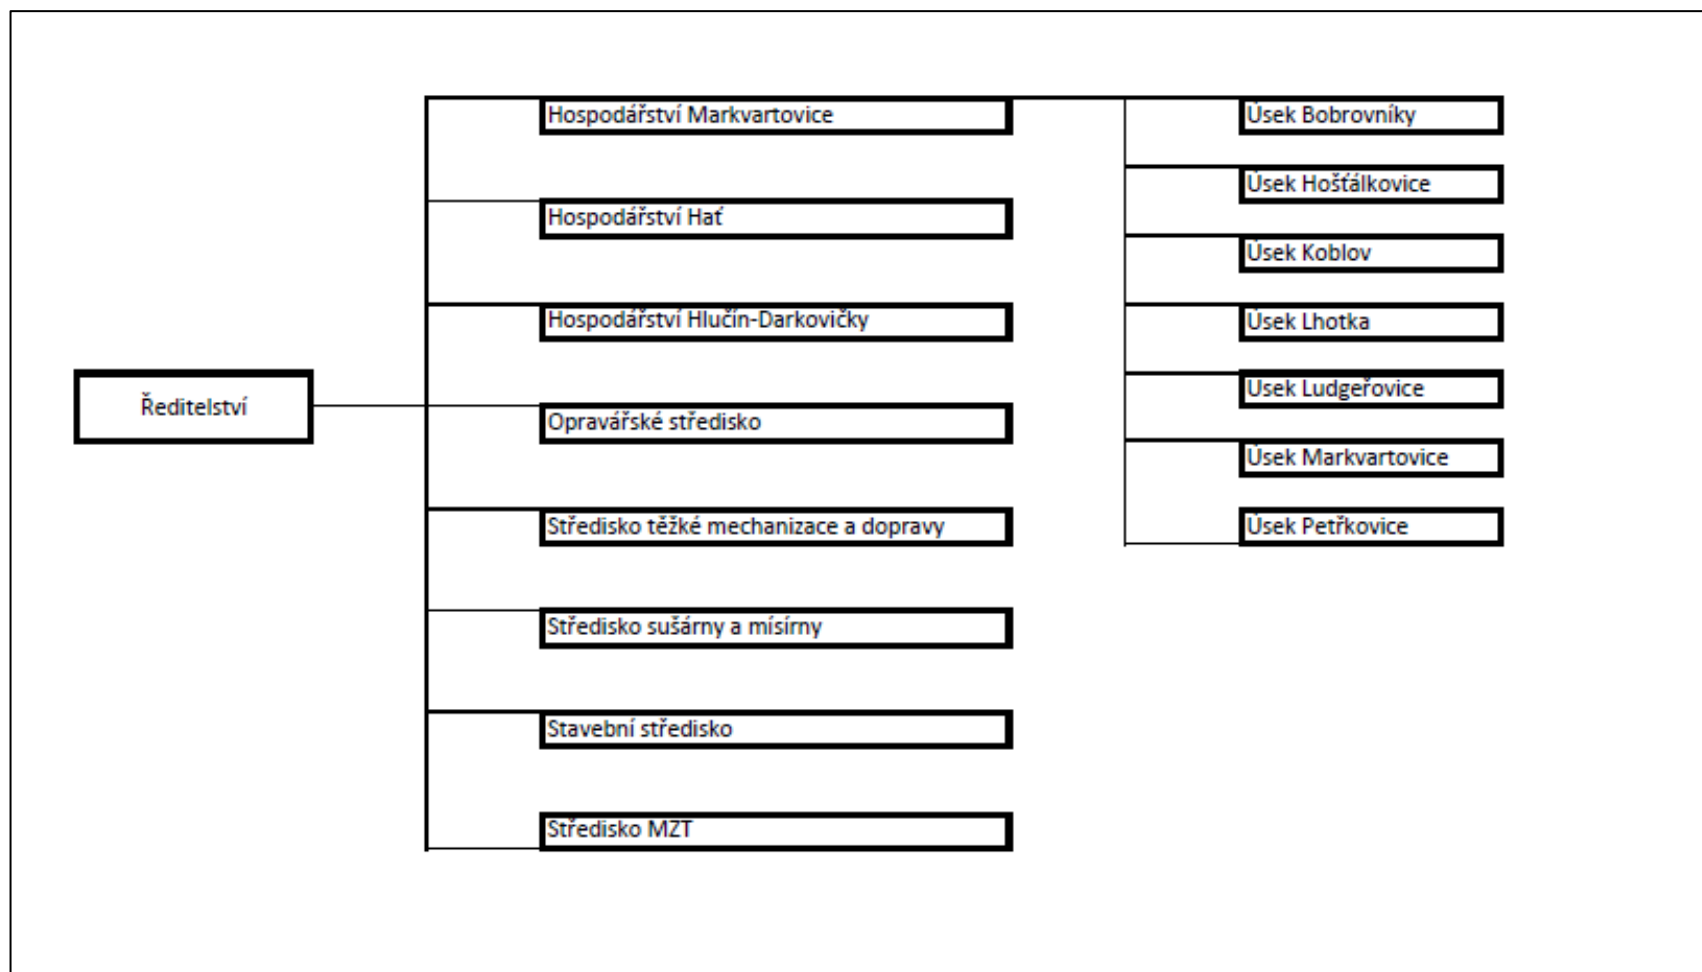 Ředitelství
Hospodářství Markvartovice
Hospodářství Hať
Hospodářství Hlučín-Darkovičky
Opravářské středisko
Středisko těžké mechanizace a dopravy
Středisko sušárny a mísírny
Stavební středisko
Středisko MZT
Úsek Bobrovníky
Úsek Hošťálkovice
Úsek Koblov
Úsek Lhotka
Úsek Ludgeřovice
Úsek Markvartovice
Úsek Petřkovice